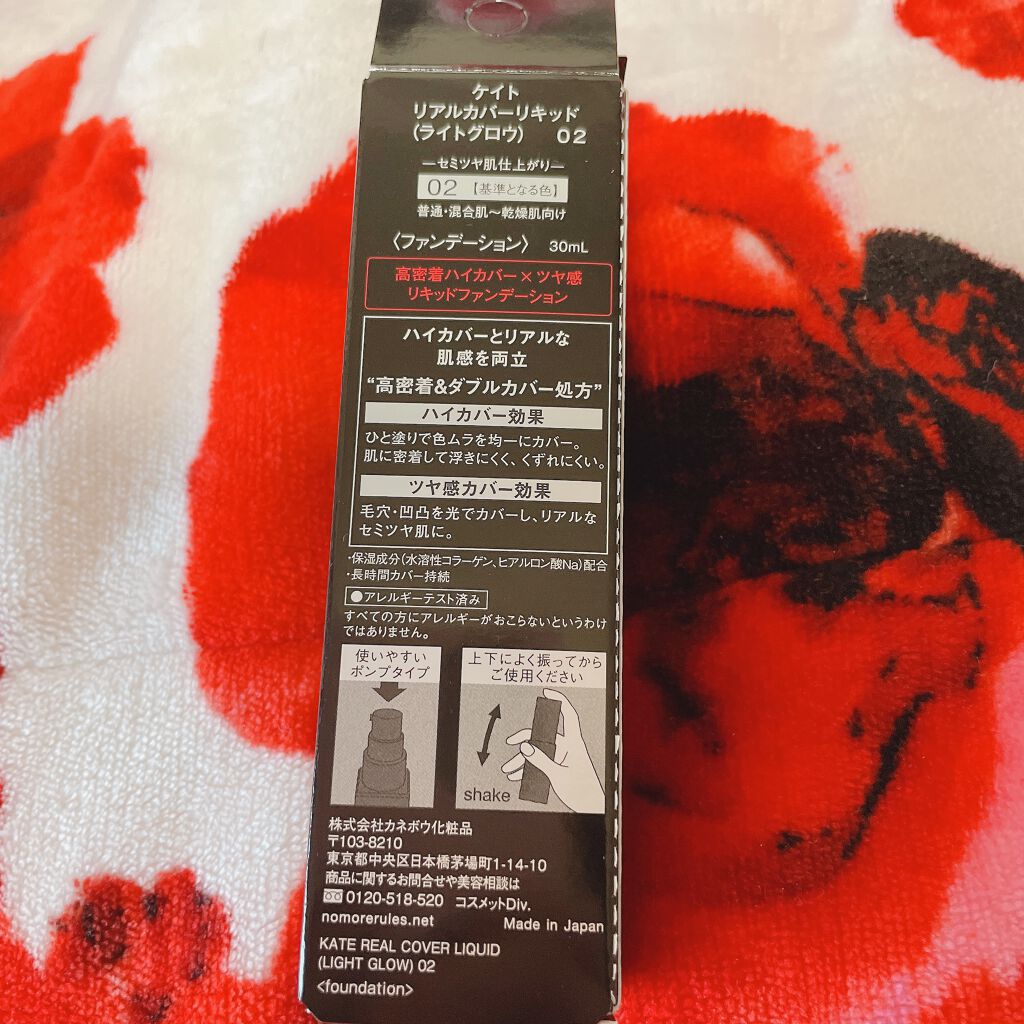 ケイト
リアルカバーリキッド
(ライトグロウ) 02
―セミツヤ肌仕上がり―
02【基準となる色】
普通・混合肌～乾燥肌向け
〈ファンデーション〉 30mL
高密着ハイカバー×ツヤ感
リキッドファンデーション
ハイカバーとリアルな
肌感を両立
“高密着&ダブルカバー処方”
ハイカバー効果
ひと塗りで色ムラを均一にカバー。
肌に密着して浮きにくく、くずれにくい。
ツヤ感カバー効果
毛穴・凹凸を光でカバーし、リアルな
セミツヤ肌に。
・保湿成分(水溶性コラーゲン、ヒアルロン酸Na)配合
・長時間カバー持続
●アレルギーテスト済み
すべての方にアレルギーがおこらないというわけ
ではありません。
使いやすい
ポンプタイプ
上下によく振ってから
ご使用ください
shake
株式会社カネボウ化粧品
〒103-8210
東京都中央区日本橋茅場町1-14-10
商品に関するお問合せや美容相談は
0120-518-520 コスメットDiv.
nomorerules.net Made in Japan
KATE REAL COVER LIQUID
(LIGHT GLOW) 02
<foundation>